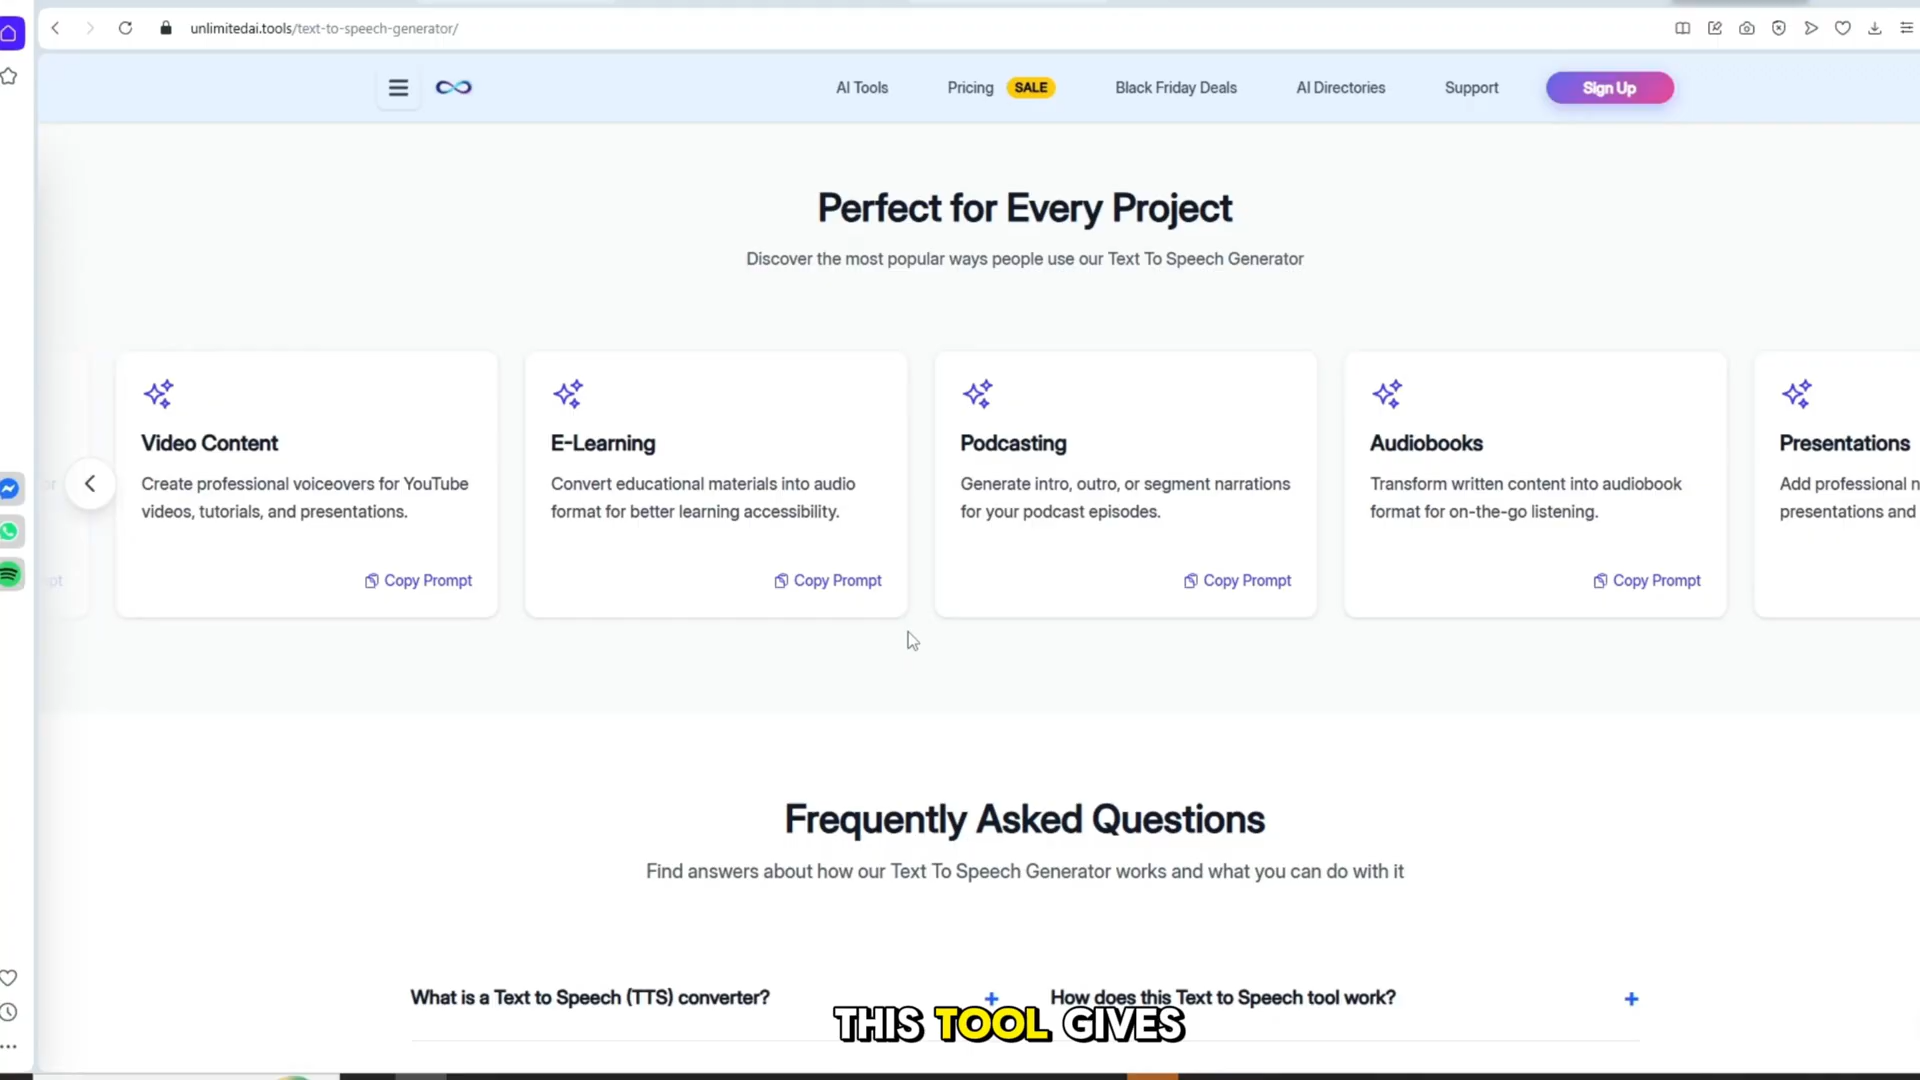 unlimitedai.tools/text-to-speech-generator/
AI Tools
Pricing SALE
Black Friday Deals
AI Directories
Support
Sign Up
Perfect for Every Project
Discover the most popular ways people use our Text To Speech Generator
Video Content
Create professional voiceovers for YouTube
videos, tutorials, and presentations.
Copy Prompt
E-Learning
Convert educational materials into audio
format for better learning accessibility.
Copy Prompt
Podcasting
Generate intro, outro, or segment narrations
for your podcast episodes.
Copy Prompt
Audiobooks
Transform written content into audiobook
format for on-the-go listening.
Copy Prompt
Presentations
Add professional
presentations and
Frequently Asked Questions
Find answers about how our Text To Speech Generator works and what you can do with it
What is a Text to Speech (TTS) converter?
How does this Text to Speech tool work?
THIS TOOL GIVES